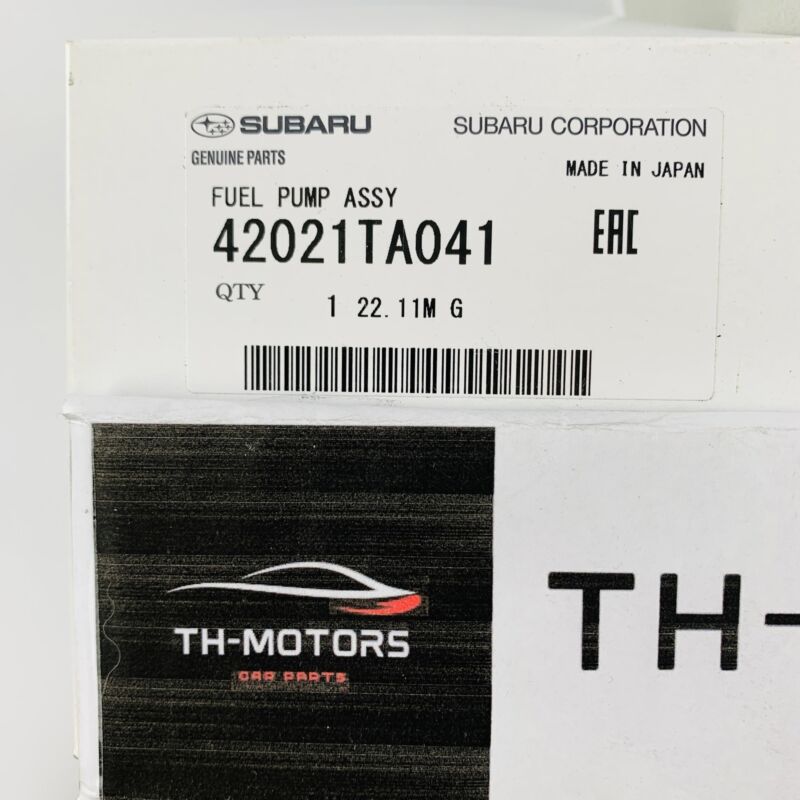 SUBARU SUBARU CORPORATION
GENUINE PARTS
MADE IN JAPAN
FUEL PUMP ASSY
42021TA041 EAC
QTY 1 22.11M G
TH-MOTORS
CAR PARTS
TH-